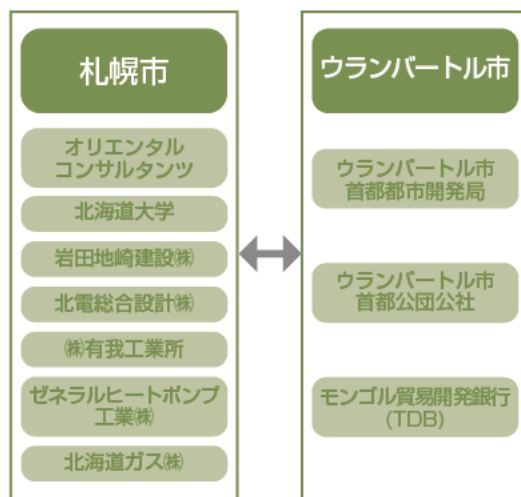 札幌市
オリエンタル
コンサルタンツ
北海道大学
岩田地崎建設㈱
北電総合設計㈱
㈱有我工業所
ゼネラルヒートポンプ
工業㈱
北海道ガス㈱
ウランバートル市
ウランバートル市
首都都市開発局
ウランバートル市
首都公団公社
モンゴル貿易開発銀行
(TDB)